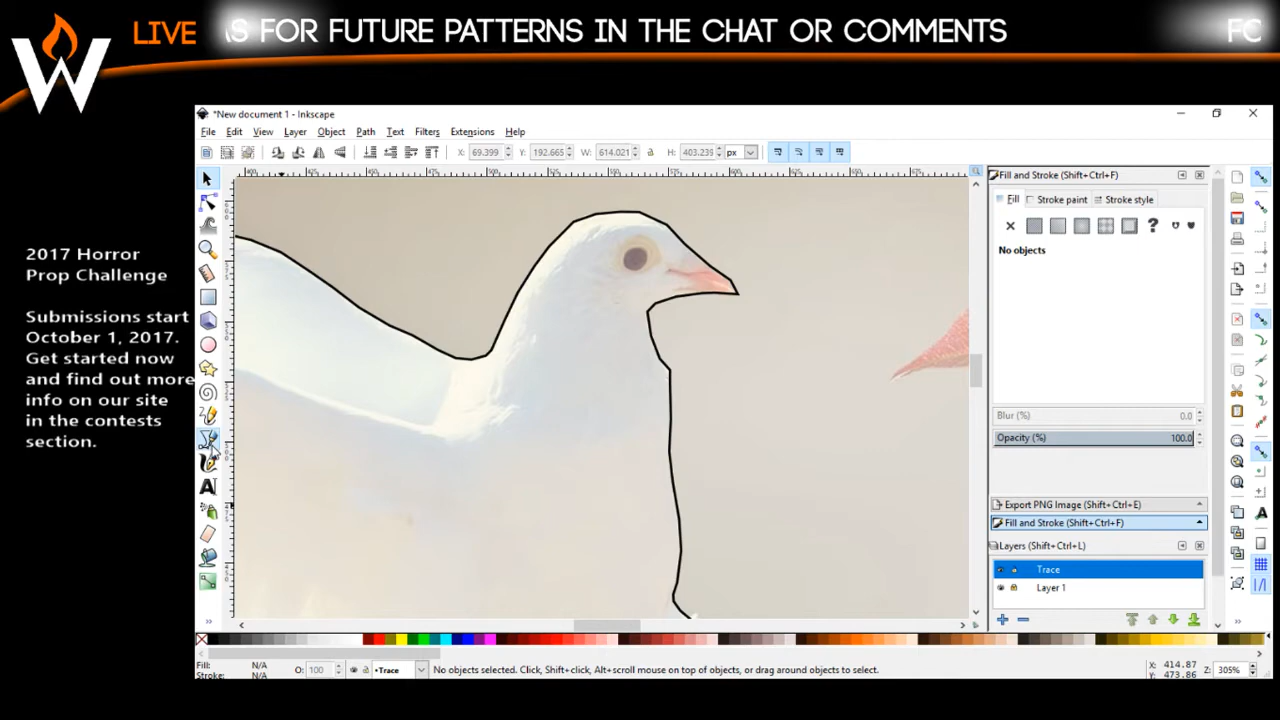 W LIVE AS FOR FUTURE PATTERNS IN THE CHAT OR COMMENTS FO
2017 Horror
Prop Challenge
Submissions start
October 1, 2017.
Get started now
and find out more
info on our site
in the contests
section.
*New document 1 - Inkscape
File Edit View Layer Object Path Text Filters Extensions Help
X: 69.399 Y: 192.665 W: 614.021 H: 403.239 px
Fill and Stroke (Shift+Ctrl+F)
Fill Stroke paint Stroke style
No objects
Blur (%) 0.0
Opacity (%) 100.0
Export PNG Image (Shift+Ctrl+E)
Fill and Stroke (Shift+Ctrl+F)
Layers (Shift+Ctrl+L)
Trace
Layer 1
Fill: N/A
Stroke: N/A
O: 100
•Trace
No objects selected. Click, Shift+click, Alt+scroll mouse on top of objects, or drag around objects to select.
X: 414.87
Y: 473.86
Z: 305%